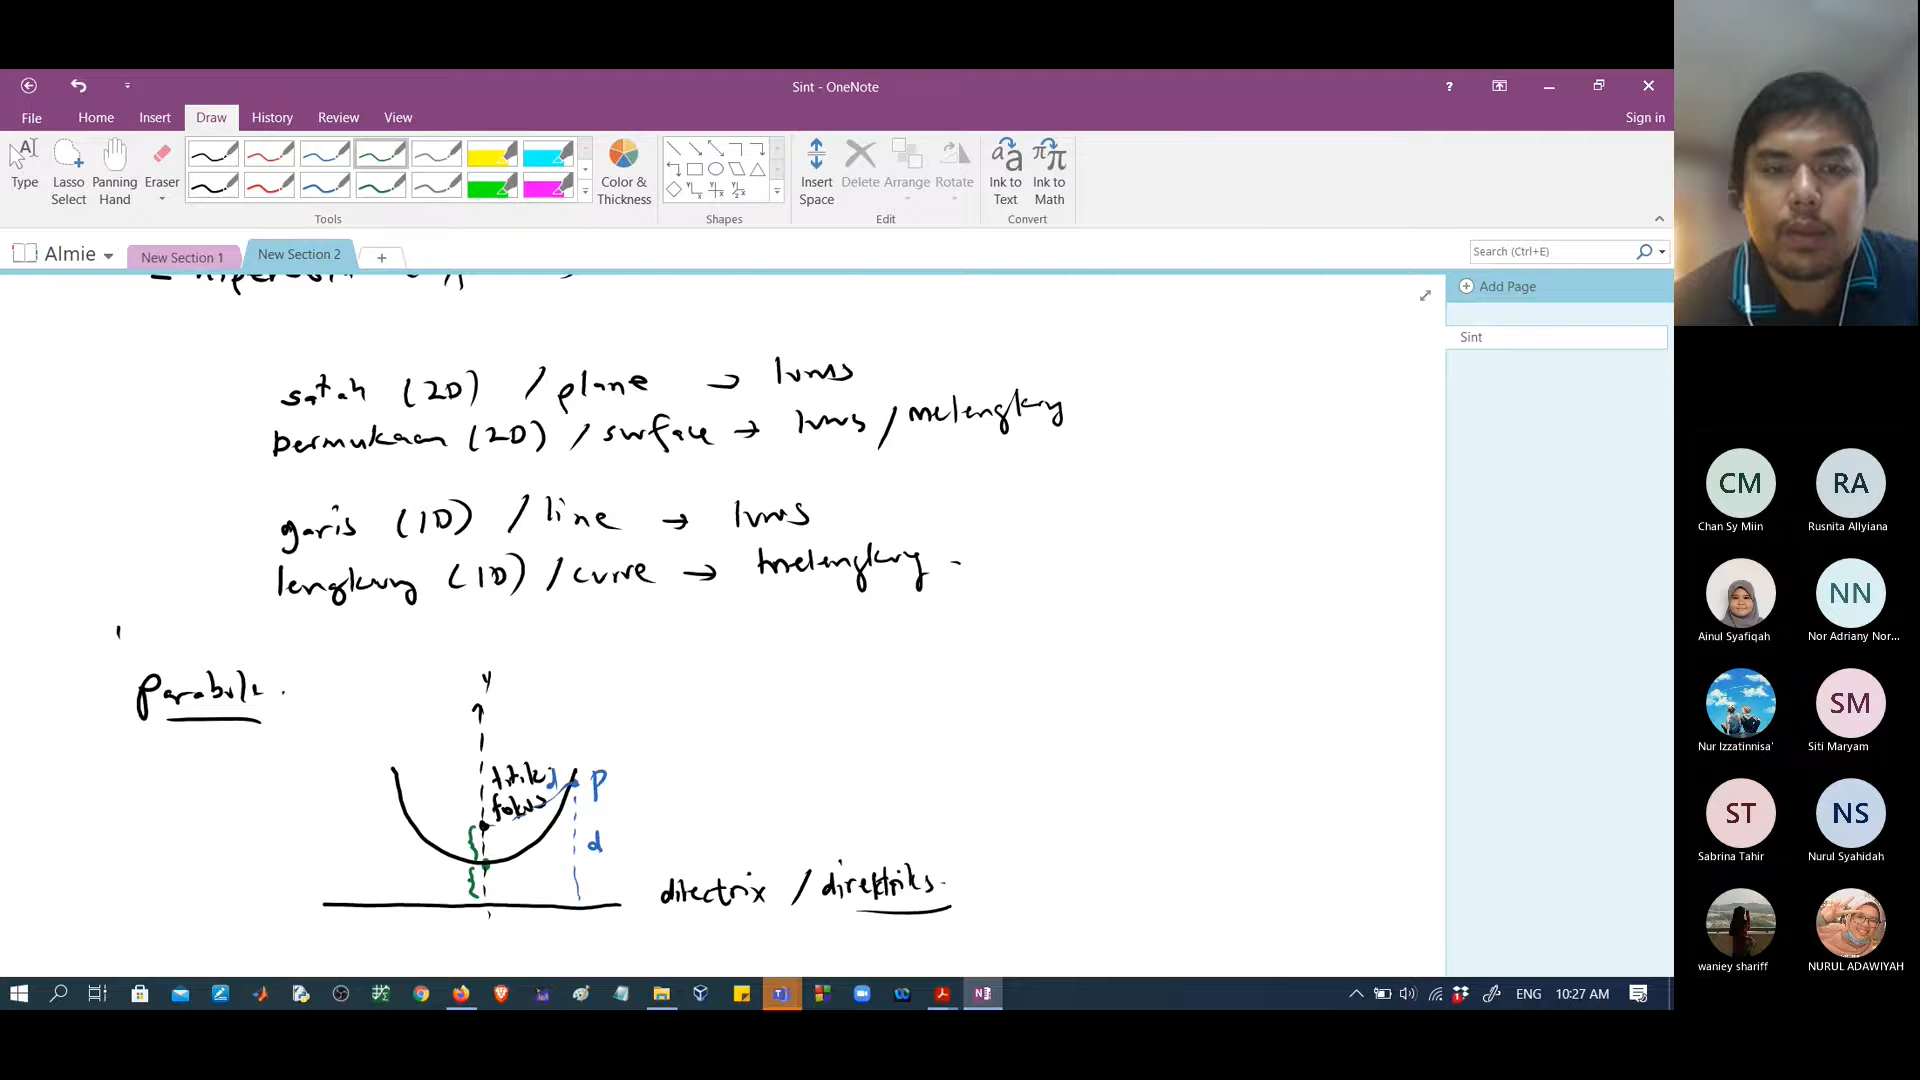 Sint - OneNote
?
File Home Insert Draw History Review View
Sign in
Type
Lasso Select
Panning Hand
Eraser
Color & Thickness
Insert Space
Delete
Arrange
Rotate
Ink to Text
Ink to Math
Tools
Shapes
Edit
Convert
Almie
New Section 1
New Section 2
Search (Ctrl+E)
Add Page
Sint
satah (2D) / plane → lurus
permukaan (2D) / surface → lurus / melengkung
garis (1D) / line → lurus
lengkung (1D) / curve → melengkung.
Parabola.
y
titik
fokus
d
P
d
directrix / direktriks.
CM
RA
Chan Sy Miin
Rusnita Allyiana
NN
Ainul Syafiqah
Nor Adriany Nor...
SM
Nur Izzatinnisa'
Siti Maryam
ST
NS
Sabrina Tahir
Nurul Syahidah
waniey shariff
NURUL ADAWIYAH
ENG
10:27 AM